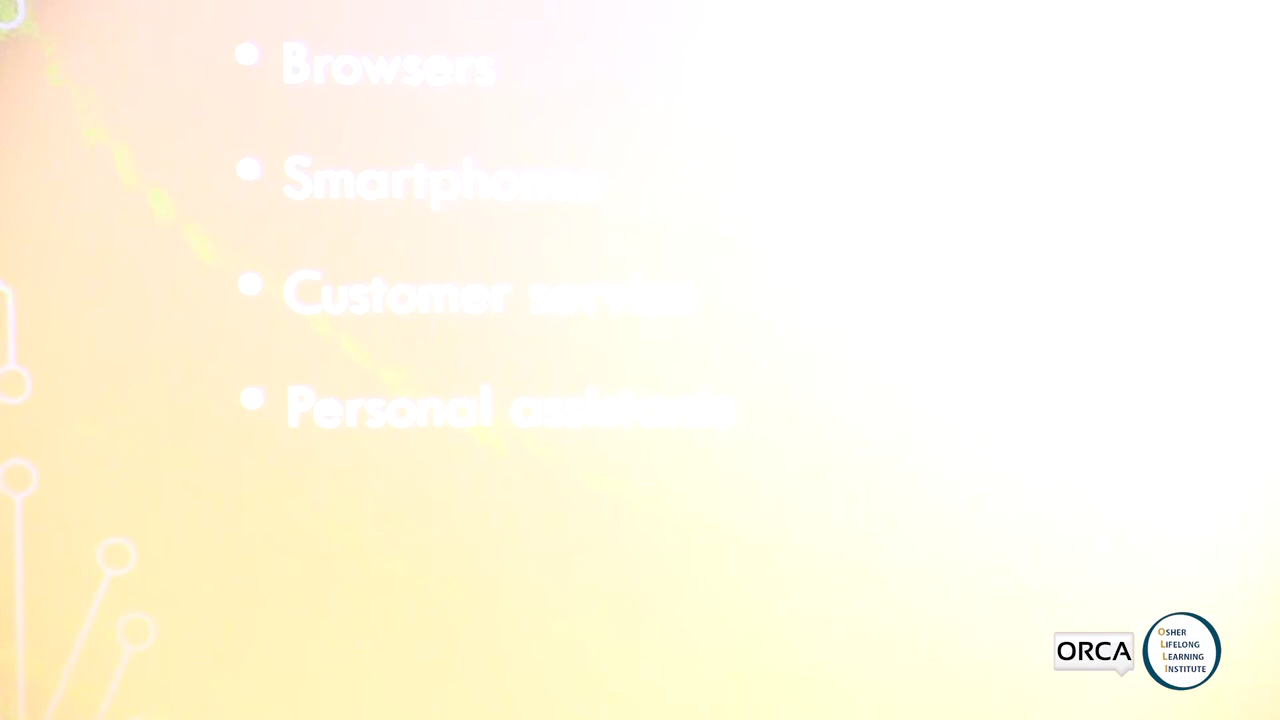 • Browsers
• Smartphones
• Customer service
• Personal assistants
ORCA
OSHER
LIFELONG
LEARNING
INSTITUTE